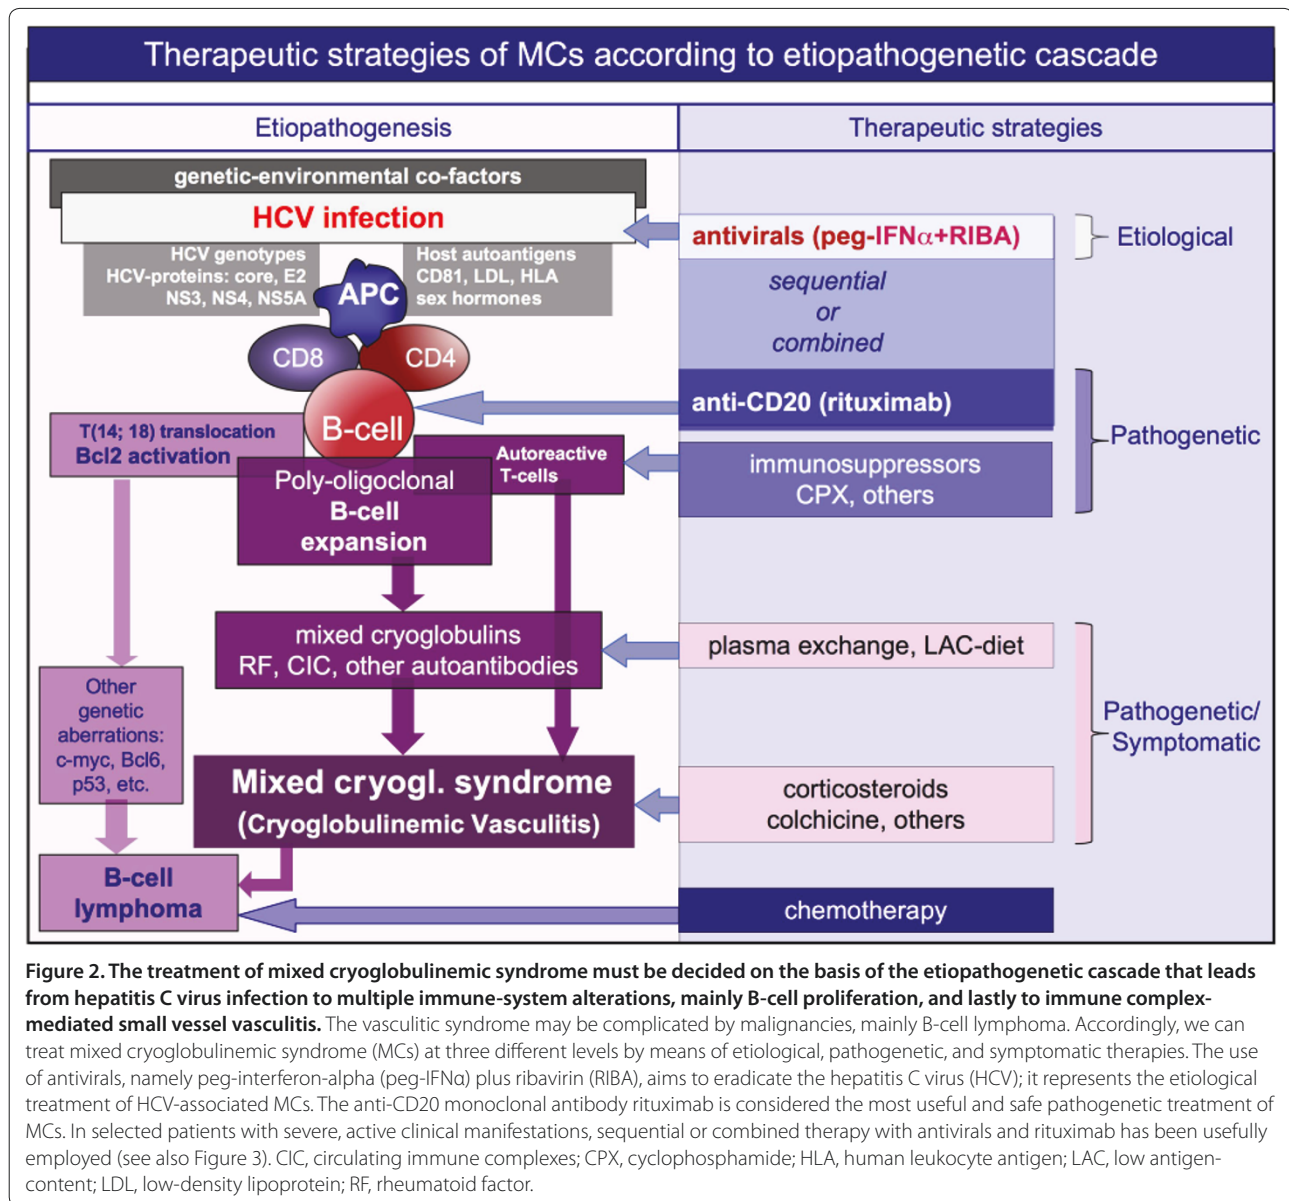 Therapeutic strategies of MCs according to etiopathogenetic cascade
Etiopathogenesis
Therapeutic strategies
genetic-environmental co-factors
HCV infection
HCV genotypes
HCV-proteins: core, E2
NS3, NS4, NS5A
Host autoantigens
CD81, LDL, HLA
sex hormones
APC
CD8
CD4
B-cell
T(14; 18) translocation
Bcl2 activation
Autoreactive
T-cells
Poly-oligoclonal
B-cell
expansion
mixed cryoglobulins
RF, CIC, other autoantibodies
Other
genetic
aberrations:
c-myc, Bcl6,
p53, etc.
Mixed cryogl. syndrome
(Cryoglobulinemic Vasculitis)
B-cell
lymphoma
antivirals (peg-IFNα+RIBA)
sequential
or
combined
anti-CD20 (rituximab)
immunosuppressors
CPX, others
plasma exchange, LAC-diet
corticosteroids
colchicine, others
chemotherapy
Etiological
Pathogenetic
Pathogenetic/
Symptomatic
Figure 2. The treatment of mixed cryoglobulinemic syndrome must be decided on the basis of the etiopathogenetic cascade that leads
from hepatitis C virus infection to multiple immune-system alterations, mainly B-cell proliferation, and lastly to immune complex-
mediated small vessel vasculitis. The vasculitic syndrome may be complicated by malignancies, mainly B-cell lymphoma. Accordingly, we can
treat mixed cryoglobulinemic syndrome (MCs) at three different levels by means of etiological, pathogenetic, and symptomatic therapies. The use
of antivirals, namely peg-interferon-alpha (peg-IFNα) plus ribavirin (RIBA), aims to eradicate the hepatitis C virus (HCV); it represents the etiological
treatment of HCV-associated MCs. The anti-CD20 monoclonal antibody rituximab is considered the most useful and safe pathogenetic treatment of
MCs. In selected patients with severe, active clinical manifestations, sequential or combined therapy with antivirals and rituximab has been usefully
employed (see also Figure 3). CIC, circulating immune complexes; CPX, cyclophosphamide; HLA, human leukocyte antigen; LAC, low antigen-
content; LDL, low-density lipoprotein; RF, rheumatoid factor.